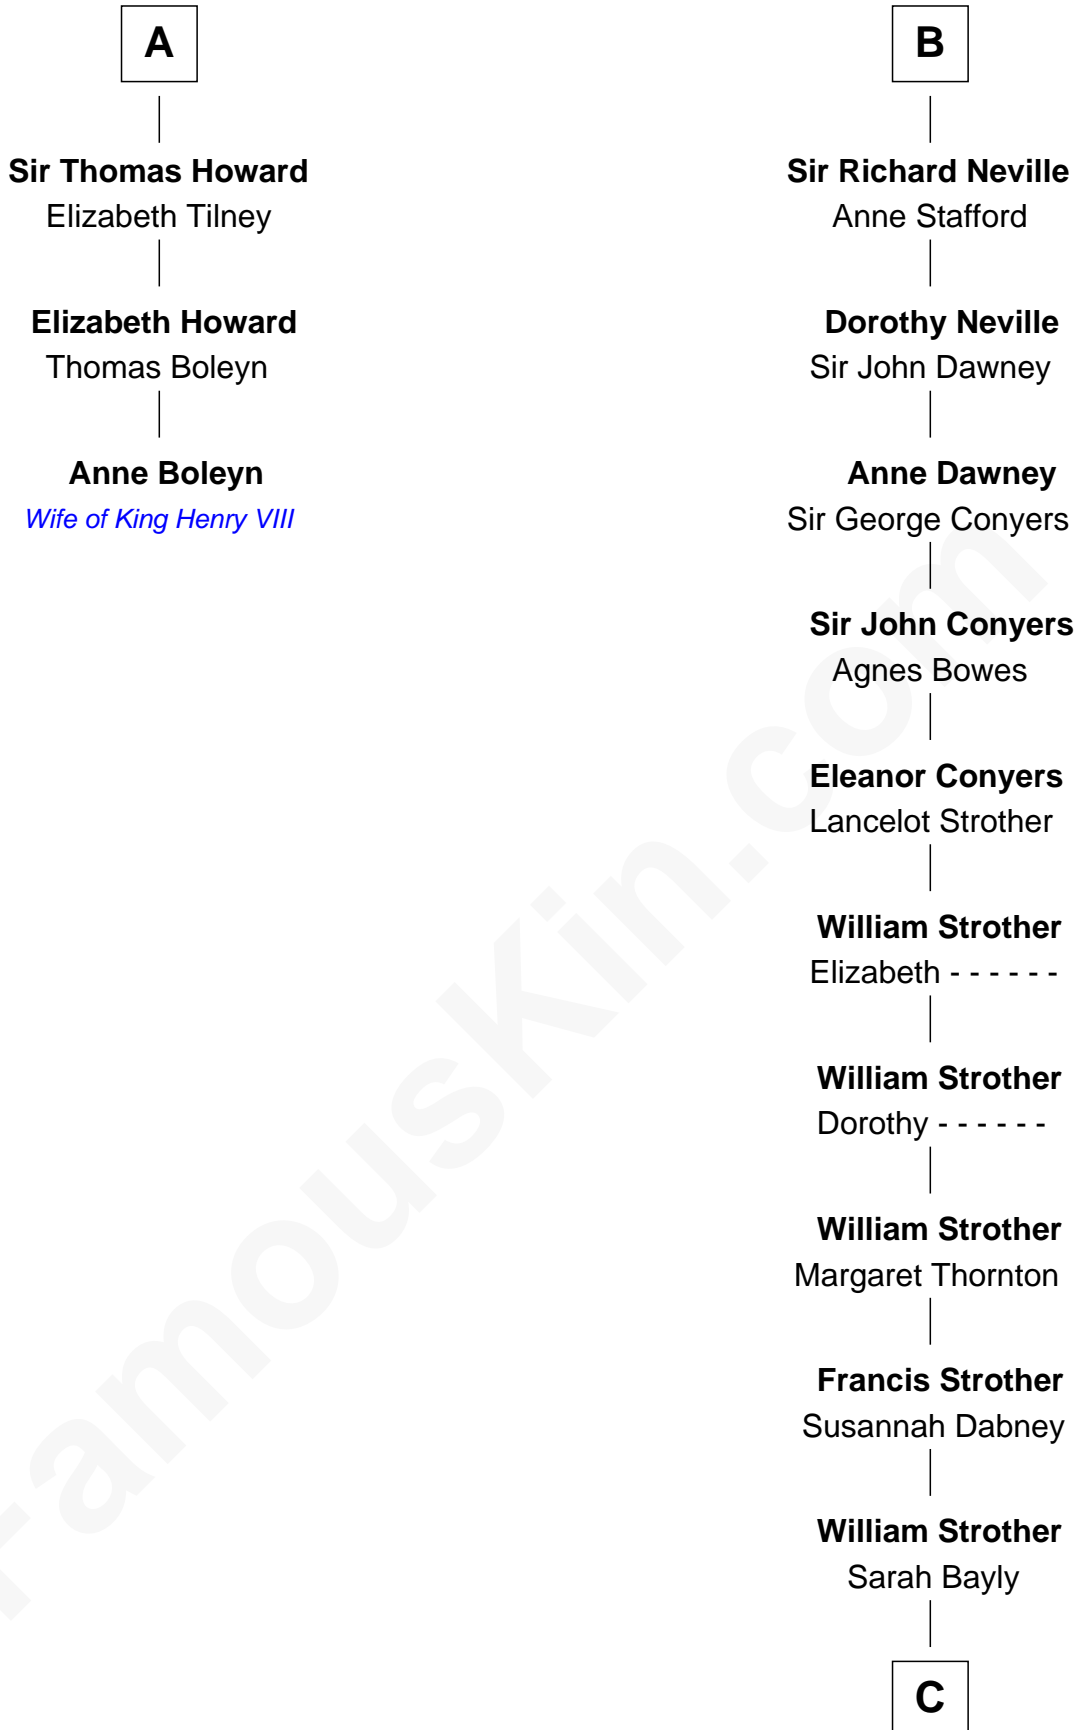 A
Sir Thomas Howard
Elizabeth Tilney
Elizabeth Howard
Thomas Boleyn
Anne Boleyn
Wife of King Henry VIII
B
Sir Richard Neville
Anne Stafford
Dorothy Neville
Sir John Dawney
Anne Dawney
Sir George Conyers
Sir John Conyers
Agnes Bowes
Eleanor Conyers
Lancelot Strother
William Strother
Elizabeth - - - - - -
William Strother
Dorothy - - - - - -
William Strother
Margaret Thornton
Francis Strother
Susannah Dabney
William Strother
Sarah Bayly
C
FamousKin.com